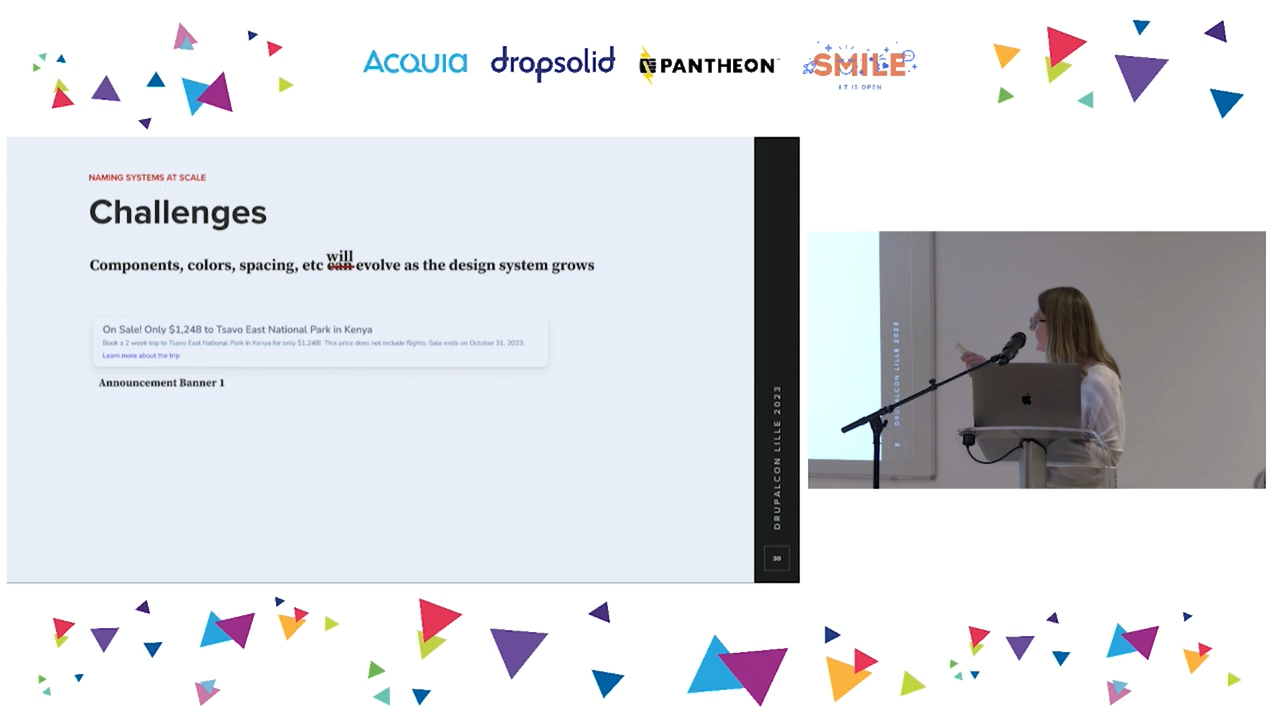 ACQUIA
dropsolid
PANTHEON
SMILE
I.T IS OPEN
NAMING SYSTEMS AT SCALE
Challenges
will
Components, colors, spacing, etc can evolve as the design system grows
On Sale! Only $1,248 to Tsavo East National Park in Kenya
Book a 2 week trip to Tsavo East National Park in Kenya for only $1,248! This price does not include flights. Sale ends on October 31, 2023.
Learn more about the trip
Announcement Banner 1
DRUPALCON LILLE 2023
30
DRUPALCON LILLE 2023